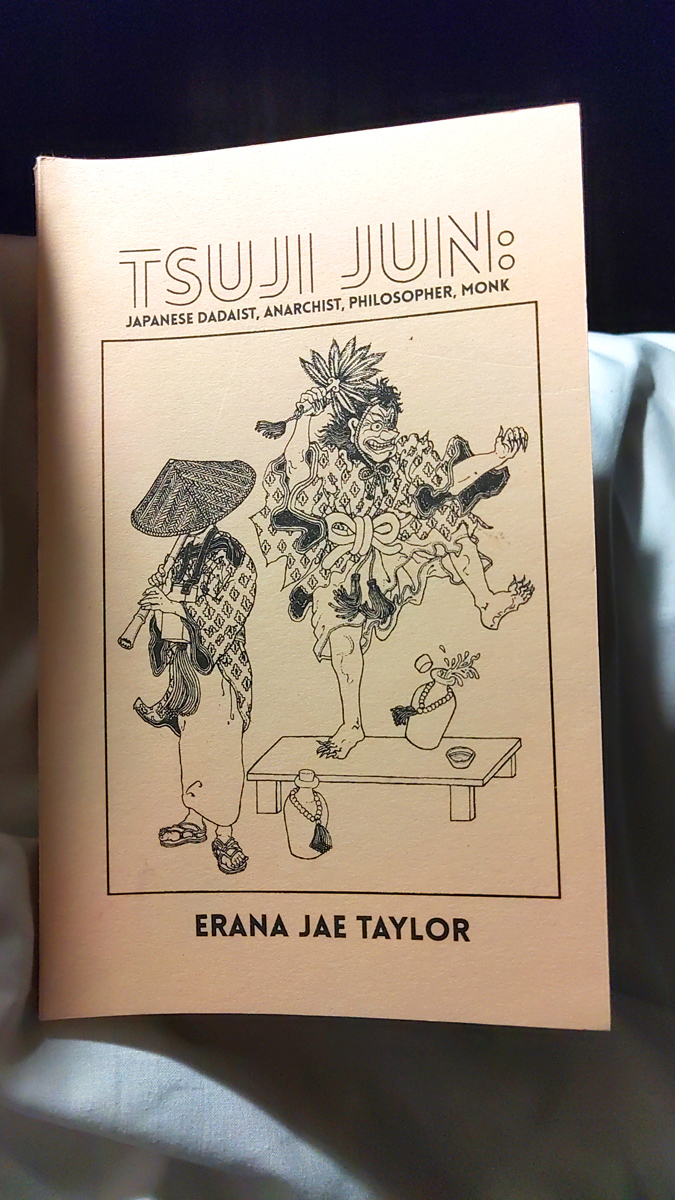 TSUJI JUN:
JAPANESE DADAIST, ANARCHIST, PHILOSOPHER, MONK
ERANA JAE TAYLOR